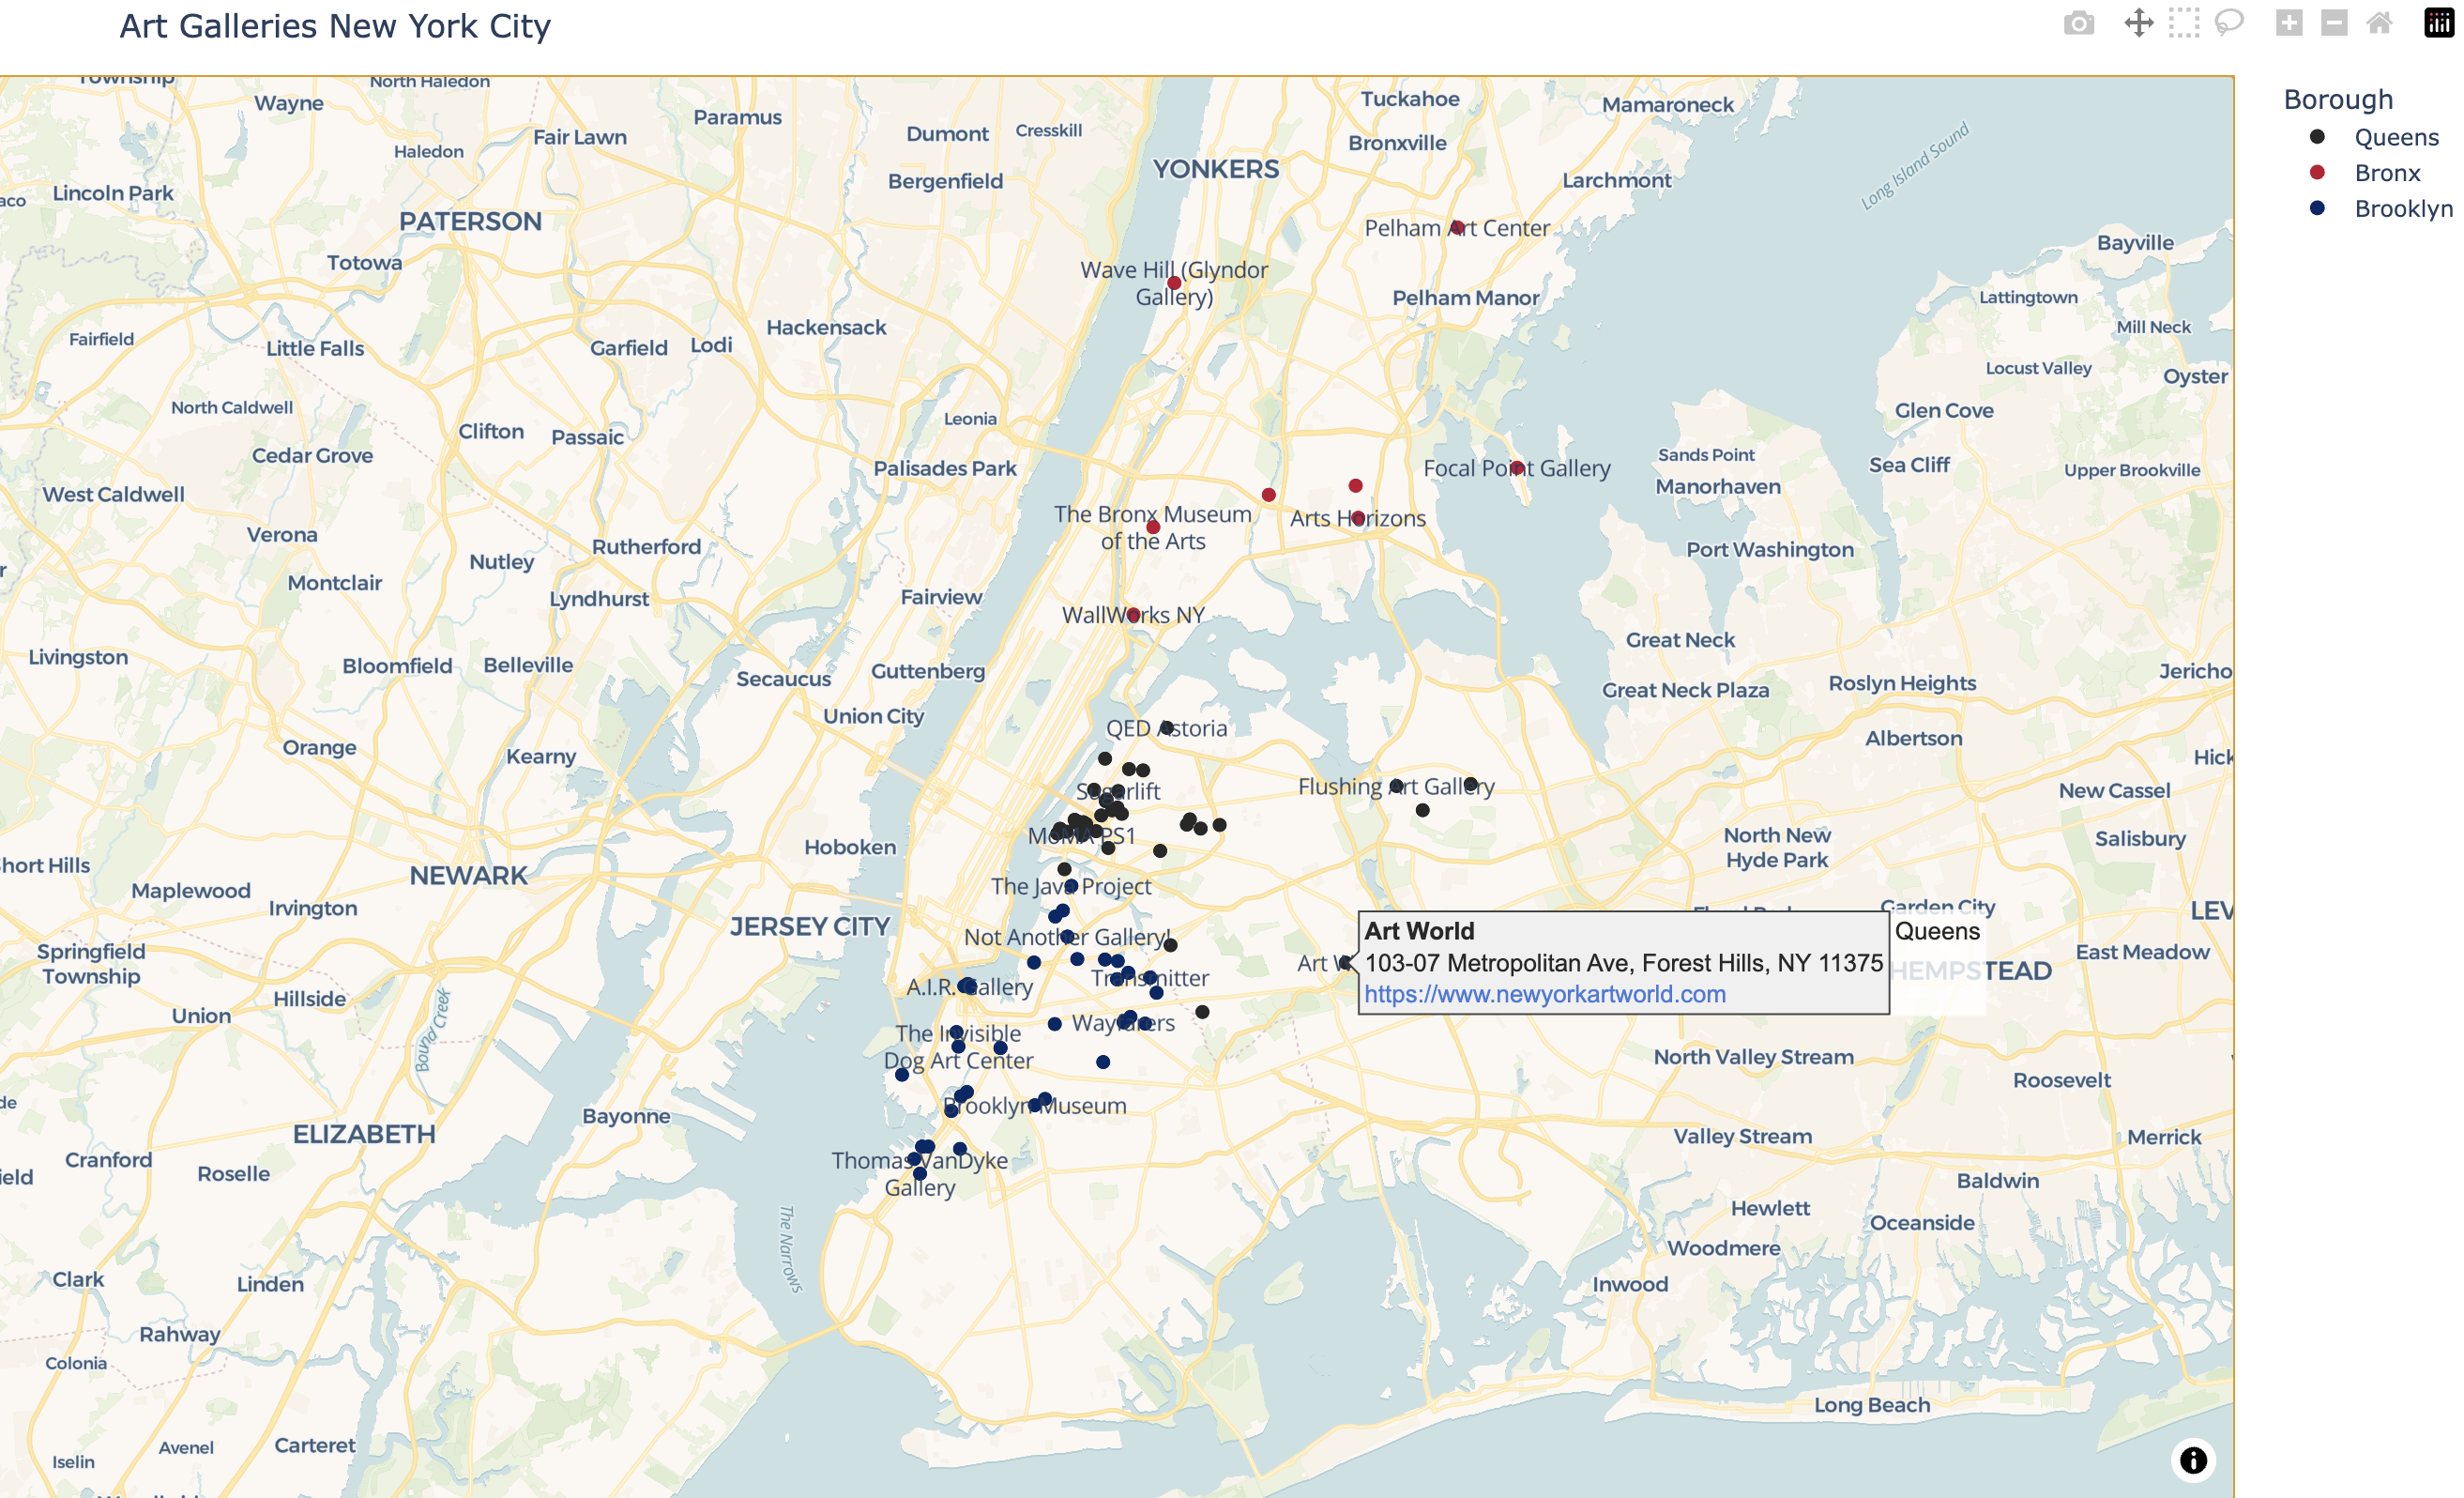 Art Galleries New York City
Borough
Queens
Bronx
Brooklyn
Township
North Haledon
Wayne
Paramus
Tuckahoe
Mamaroneck
Fair Lawn
Dumont
Cresskill
Bronxville
Haledon
YONKERS
Long Island Sound
Lincoln Park
Bergenfield
Larchmont
PATERSON
Pelham Art Center
Bayville
Totowa
Wave Hill (Glyndor
Gallery)
Pelham Manor
Lattingtown
Hackensack
Mill Neck
Fairfield
Little Falls
Garfield
Lodi
Locust Valley
Oyster
North Caldwell
Leonia
Glen Cove
Clifton
Passaic
Cedar Grove
Palisades Park
Focal Point Gallery
Sands Point
Sea Cliff
Upper Brookville
West Caldwell
Manorhaven
The Bronx Museum
of the Arts
Arts Horizons
Verona
Rutherford
Port Washington
Nutley
Montclair
Lyndhurst
Fairview
WallWorks NY
Great Neck
Livingston
Bloomfield
Belleville
Secaucus
Guttenberg
Great Neck Plaza
Roslyn Heights
Jericho
Union City
QED Astoria
Orange
Kearny
Albertson
Hick
Flushing Art Gallery
New Cassel
MoMA PS1
North New
Hyde Park
Salisbury
Hoboken
Short Hills
NEWARK
Maplewood
The Java Project
Irvington
JERSEY CITY
Garden City
LEV
Not Another Gallery!
Springfield
Township
East Meadow
Art World
103-07 Metropolitan Ave, Forest Hills, NY 11375
https://www.newyorkartworld.com
Queens
Art W
HEMPSTEAD
Transmitter
A.I.R. Gallery
Hillside
Union
Bound Creek
Wayfarers
The Invisible
Dog Art Center
North Valley Stream
Roosevelt
Brooklyn Museum
Bayonne
ELIZABETH
Valley Stream
Merrick
Cranford
Roselle
Thomas VanDyke
Gallery
ield
Baldwin
The Narrows
Hewlett
Oceanside
Woodmere
Clark
Linden
Inwood
Rahway
Colonia
Long Beach
Avenel
Carteret
Iselin